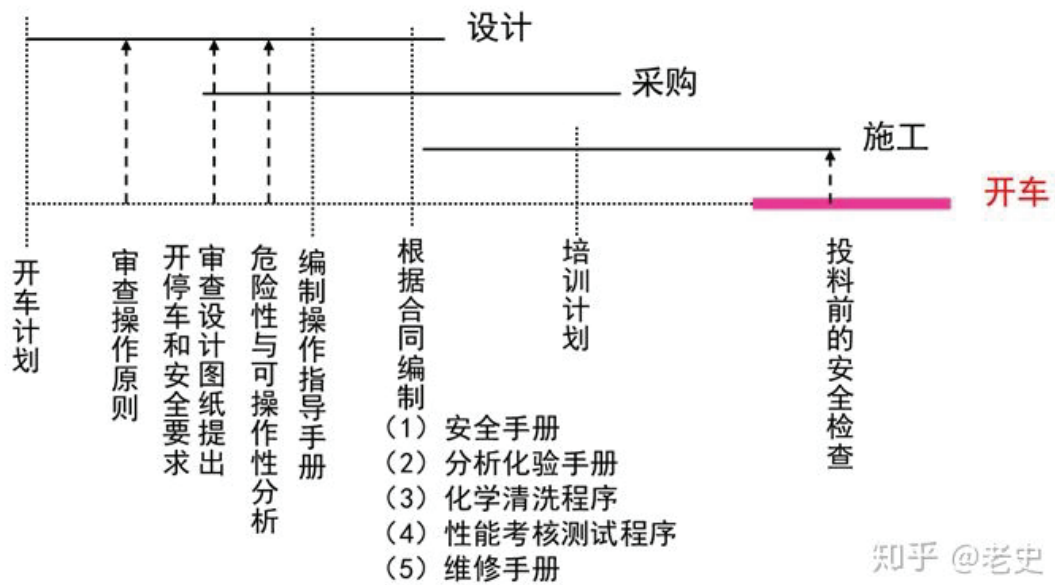 设计
采购
施工
开车
开车计划
审查操作原则
审查设计图纸提出
开停车和安全要求
危险性与可操作性分析
编制操作指导手册
根据合同编制
(1) 安全手册
(2) 分析化验手册
(3) 化学清洗程序
(4) 性能考核测试程序
(5) 维修手册
培训计划
投料前的安全检查
知乎 @老史